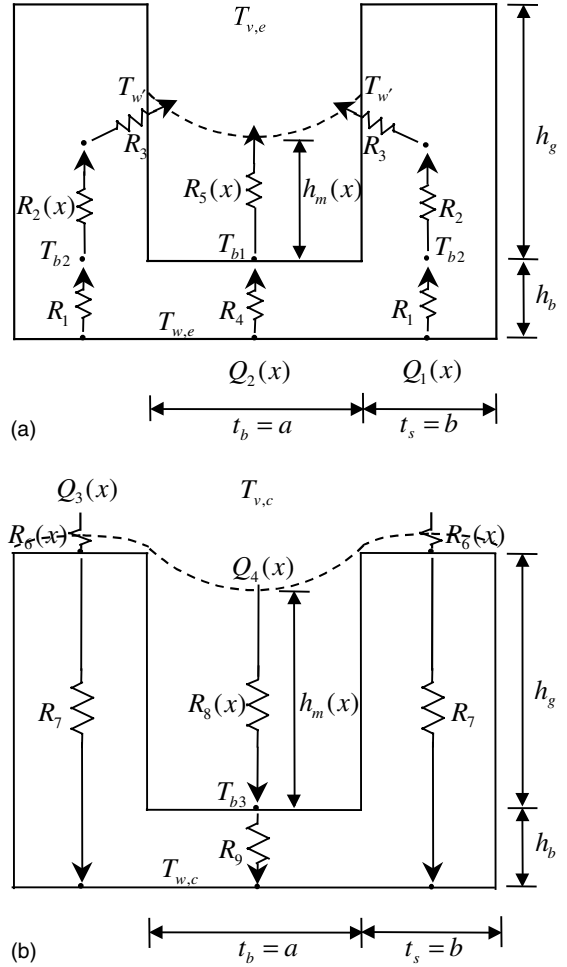 T_{v,e}
T_{w'} T_{w'}
R_3 R_3
h_g
R_2(x) R_5(x) h_m(x) R_2
T_{b2} T_{b1} T_{b2}
R_1 R_4 R_1 h_b
T_{w,e}
Q_2(x) Q_1(x)
(a) t_b = a t_s = b
Q_3(x) T_{v,c}
R_6(x) R_6(x)
Q_4(x)
h_g
R_7 R_8(x) h_m(x) R_7
T_{b3}
R_9 h_b
T_{w,c}
(b) t_b = a t_s = b